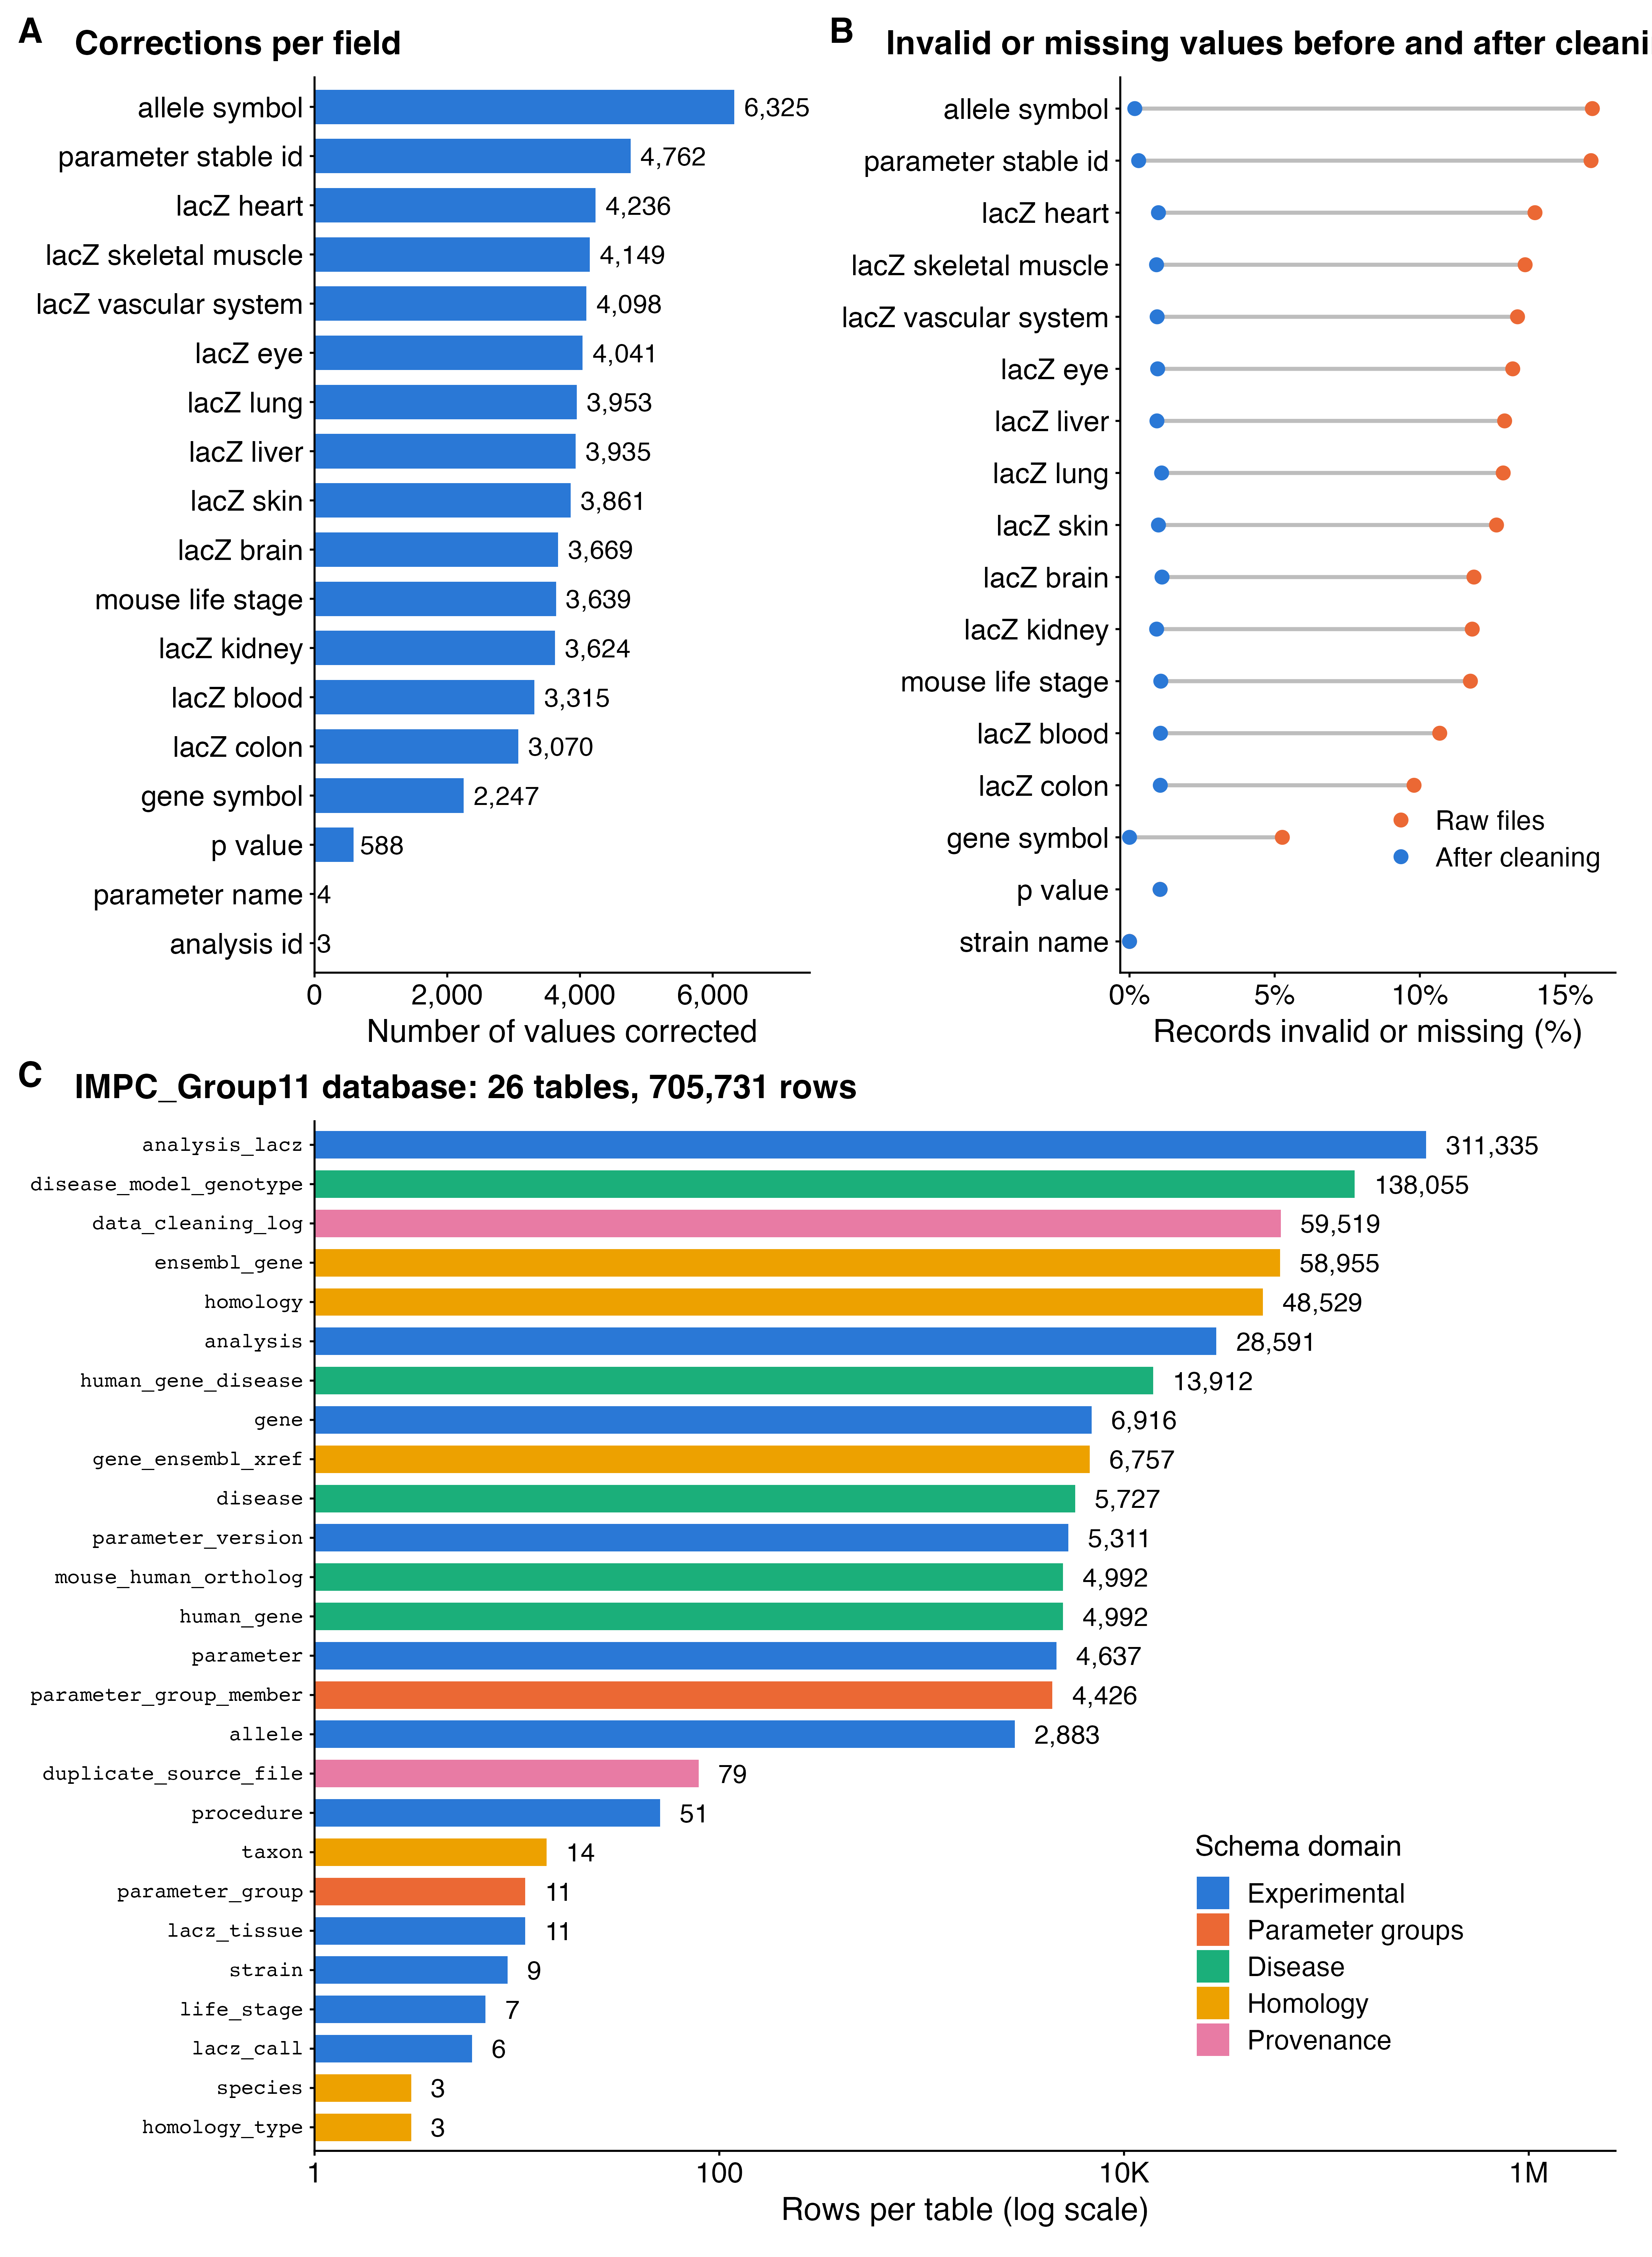 A Corrections per field
allele symbol 6,325
parameter stable id 4,762
lacZ heart 4,236
lacZ skeletal muscle 4,149
lacZ vascular system 4,098
lacZ eye 4,041
lacZ lung 3,953
lacZ liver 3,935
lacZ skin 3,861
lacZ brain 3,669
mouse life stage 3,639
lacZ kidney 3,624
lacZ blood 3,315
lacZ colon 3,070
gene symbol 2,247
p value 588
parameter name 4
analysis id 3
0 2,000 4,000 6,000
Number of values corrected
B Invalid or missing values before and after cleani
allele symbol
parameter stable id
lacZ heart
lacZ skeletal muscle
lacZ vascular system
lacZ eye
lacZ liver
lacZ lung
lacZ skin
lacZ brain
lacZ kidney
mouse life stage
lacZ blood
lacZ colon
gene symbol
p value
strain name
Raw files
After cleaning
0% 5% 10% 15%
Records invalid or missing (%)
C IMPC_Group11 database: 26 tables, 705,731 rows
analysis_lacz 311,335
disease_model_genotype 138,055
data_cleaning_log 59,519
ensembl_gene 58,955
homology 48,529
analysis 28,591
human_gene_disease 13,912
gene 6,916
gene_ensembl_xref 6,757
disease 5,727
parameter_version 5,311
mouse_human_ortholog 4,992
human_gene 4,992
parameter 4,637
parameter_group_member 4,426
allele 2,883
duplicate_source_file 79
procedure 51
taxon 14
parameter_group 11
lacz_tissue 11
strain 9
life_stage 7
lacz_call 6
species 3
homology_type 3
Schema domain
Experimental
Parameter groups
Disease
Homology
Provenance
1 100 10K 1M
Rows per table (log scale)